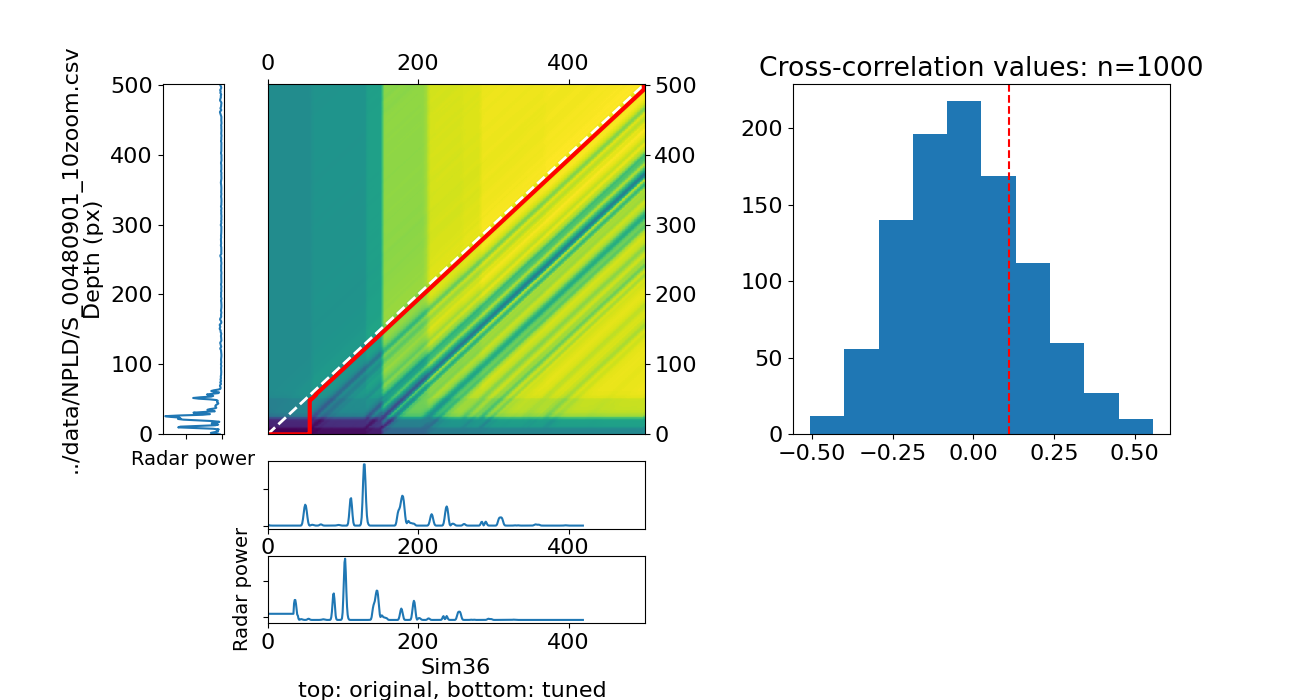 ../data/NPLD/S_00480901_10zoom.csv
Depth (px)
500
400
300
200
100
0
Radar power
0 200 400
500
400
300
200
100
0
0 200 400
Radar power
0 200 400
Sim36
top: original, bottom: tuned
Cross-correlation values: n=1000
200
150
100
50
0
−0.50 −0.25 0.00 0.25 0.50